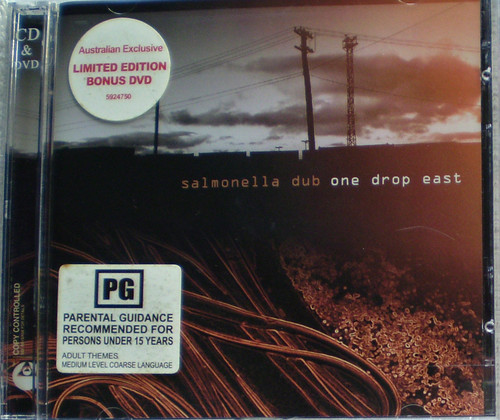 CD
&
DVD
Australian Exclusive
LIMITED EDITION
BONUS DVD
5924750
salmonella dub one drop east
PG
PARENTAL GUIDANCE
RECOMMENDED FOR
PERSONS UNDER 15 YEARS
ADULT THEMES,
MEDIUM LEVEL COARSE LANGUAGE
COPY CONTROLLED